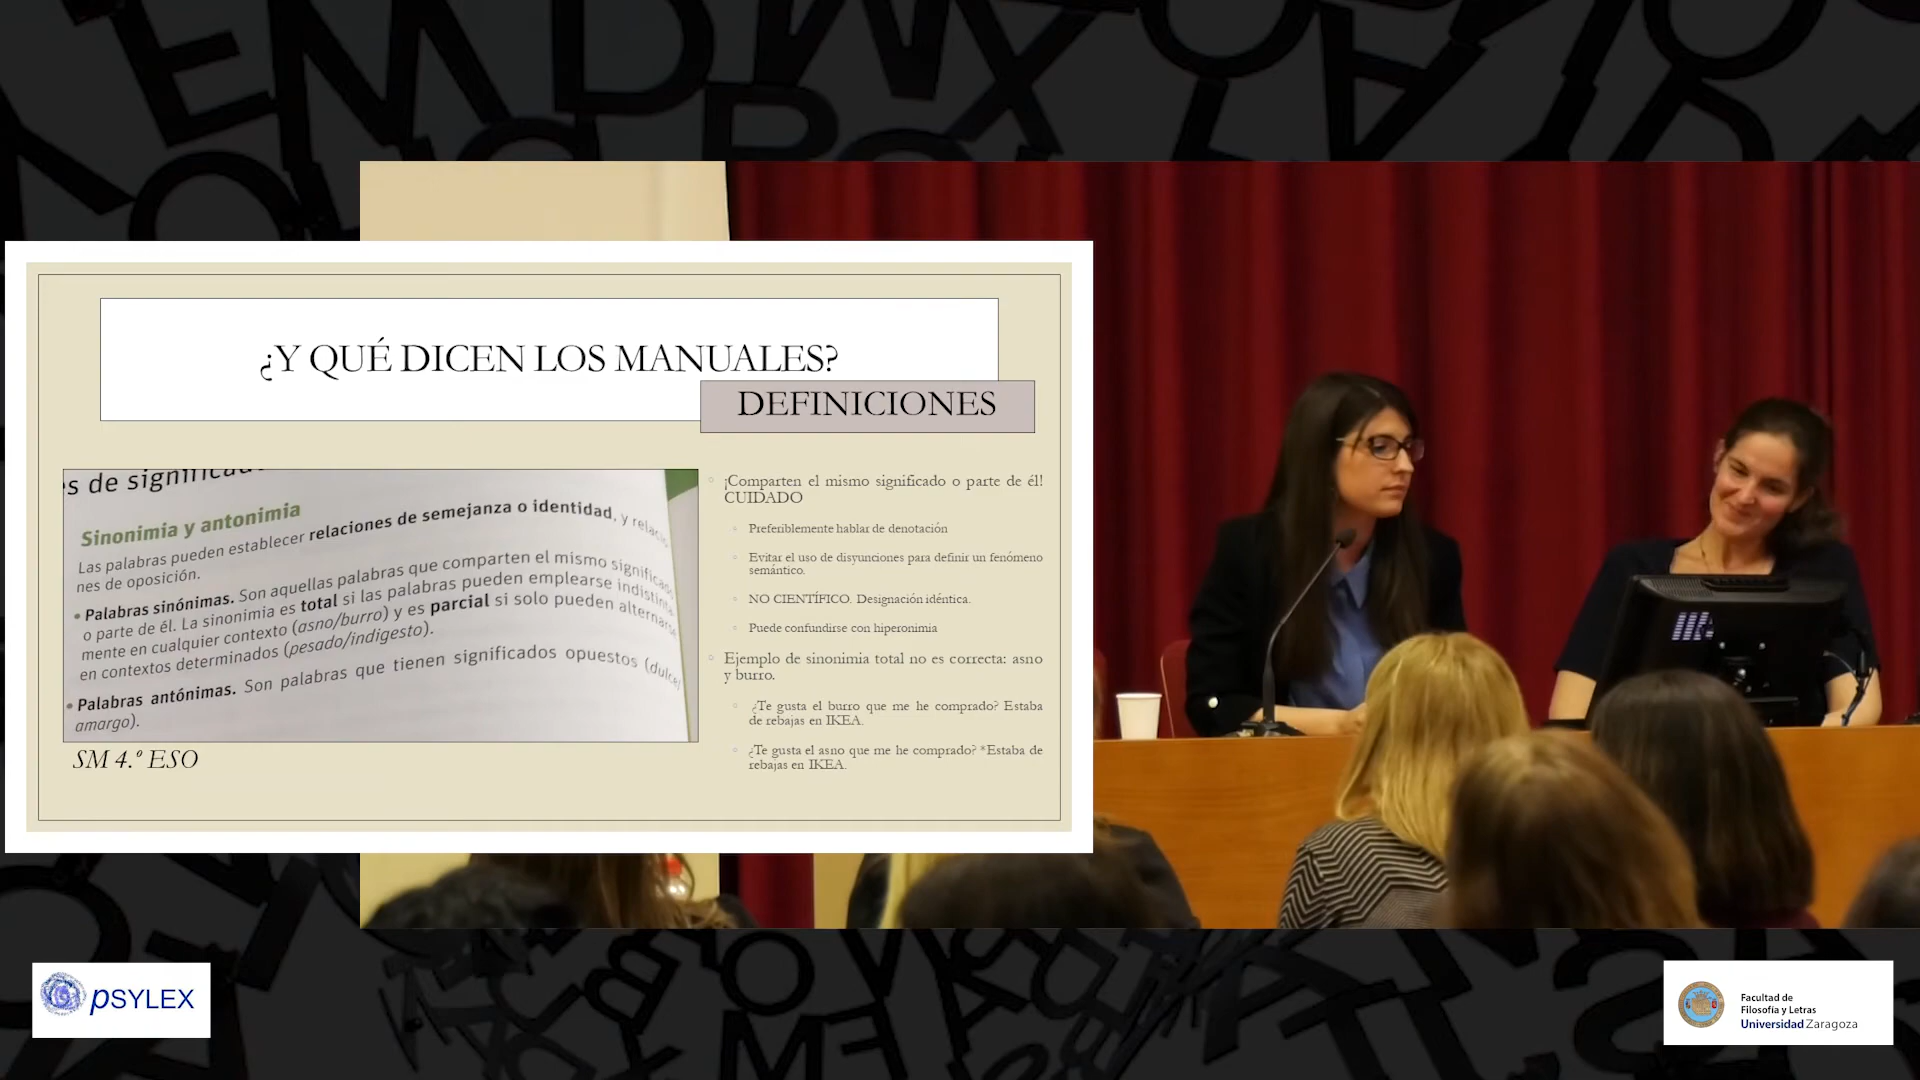 ¿Y QUÉ DICEN LOS MANUALES?
DEFINICIONES
es de significad
Sinonimia y antonimia
Las palabras pueden establecer relaciones de semejanza o identidad, y relacio
nes de oposición.
• Palabras sinónimas. Son aquellas palabras que comparten el mismo significado
o parte de él. La sinonimia es total si las palabras pueden emplearse indistinta
mente en cualquier contexto (asno/burro) y es parcial si solo pueden alternarse
en contextos determinados (pesado/indigesto).
• Palabras antónimas. Son palabras que tienen significados opuestos (dulce/
amargo).
SM 4.º ESO
¡Comparten el mismo significado o parte de él!
CUIDADO
Preferiblemente hablar de denotación
Evitar el uso de disyunciones para definir un fenómeno
semántico.
NO CIENTÍFICO. Designación idéntica.
Puede confundirse con hiperonimia
Ejemplo de sinonimia total no es correcta: asno
y burro.
¿Te gusta el burro que me he comprado? Estaba
de rebajas en IKEA.
¿Te gusta el asno que me he comprado? *Estaba de
rebajas en IKEA.
PSYLEX
Facultad de
Filosofía y Letras
Universidad Zaragoza